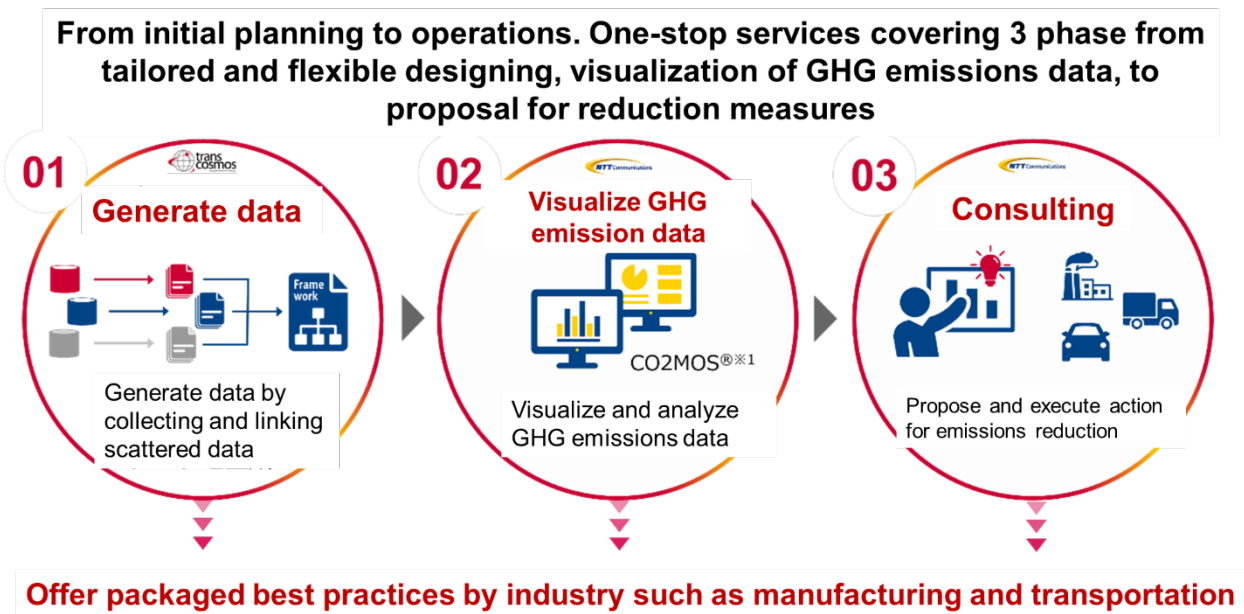 From initial planning to operations. One-stop services covering 3 phase from
tailored and flexible designing, visualization of GHG emissions data, to
proposal for reduction measures
01
trans
cosmos
Generate data
Frame
work
Generate data by
collecting and linking
scattered data
02
NTT Communications
Visualize GHG
emission data
CO2MOS®※1
Visualize and analyze
GHG emissions data
03
NTT Communications
Consulting
Propose and execute action
for emissions reduction
Offer packaged best practices by industry such as manufacturing and transportation